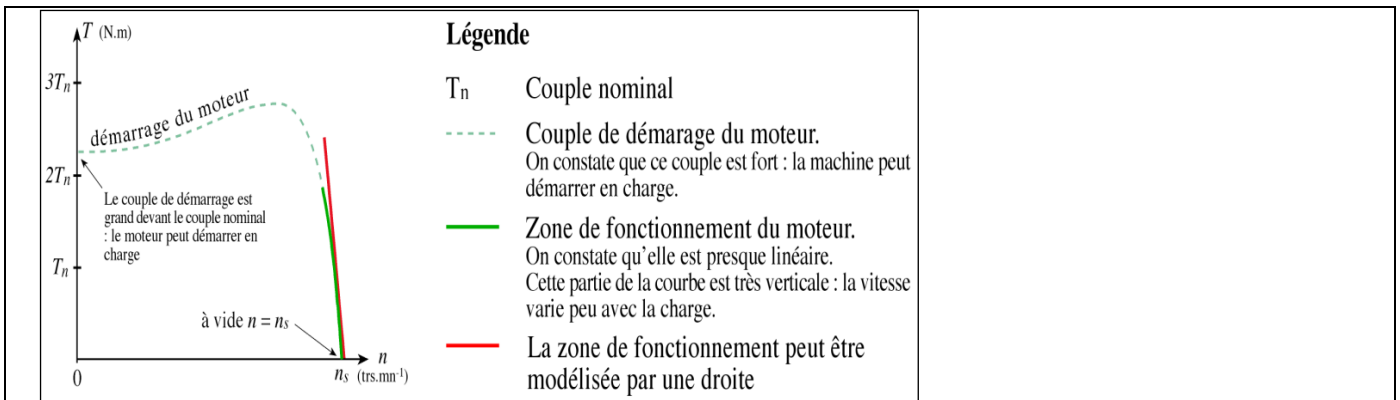 T (N.m)
3Tn
démarrage du moteur
2Tn
Le couple de démarrage est
grand devant le couple nominal
: le moteur peut démarrer en
charge
Tn
à vide n = ns
n
0
ns (trs.mn-1)
Légende
Tn Couple nominal
Couple de démarage du moteur.
On constate que ce couple est fort : la machine peut
démarrer en charge.
Zone de fonctionnement du moteur.
On constate qu'elle est presque linéaire.
Cette partie de la courbe est très verticale : la vitesse
varie peu avec la charge.
La zone de fonctionnement peut être
modélisée par une droite